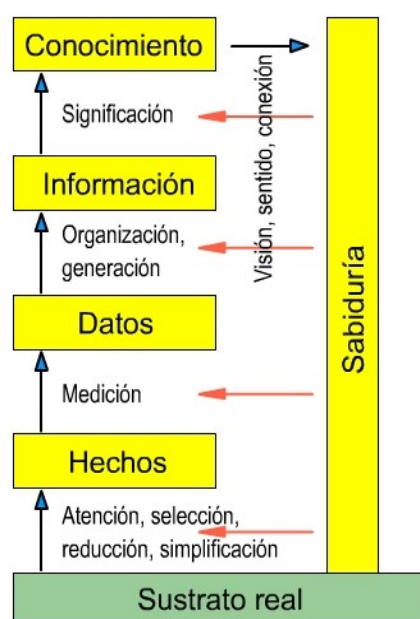 Conocimiento
Significación
Visión, sentido, conexión
Información
Organización,
generación
Sabiduría
Datos
Medición
Hechos
Atención, selección,
reducción, simplificación
Sustrato real